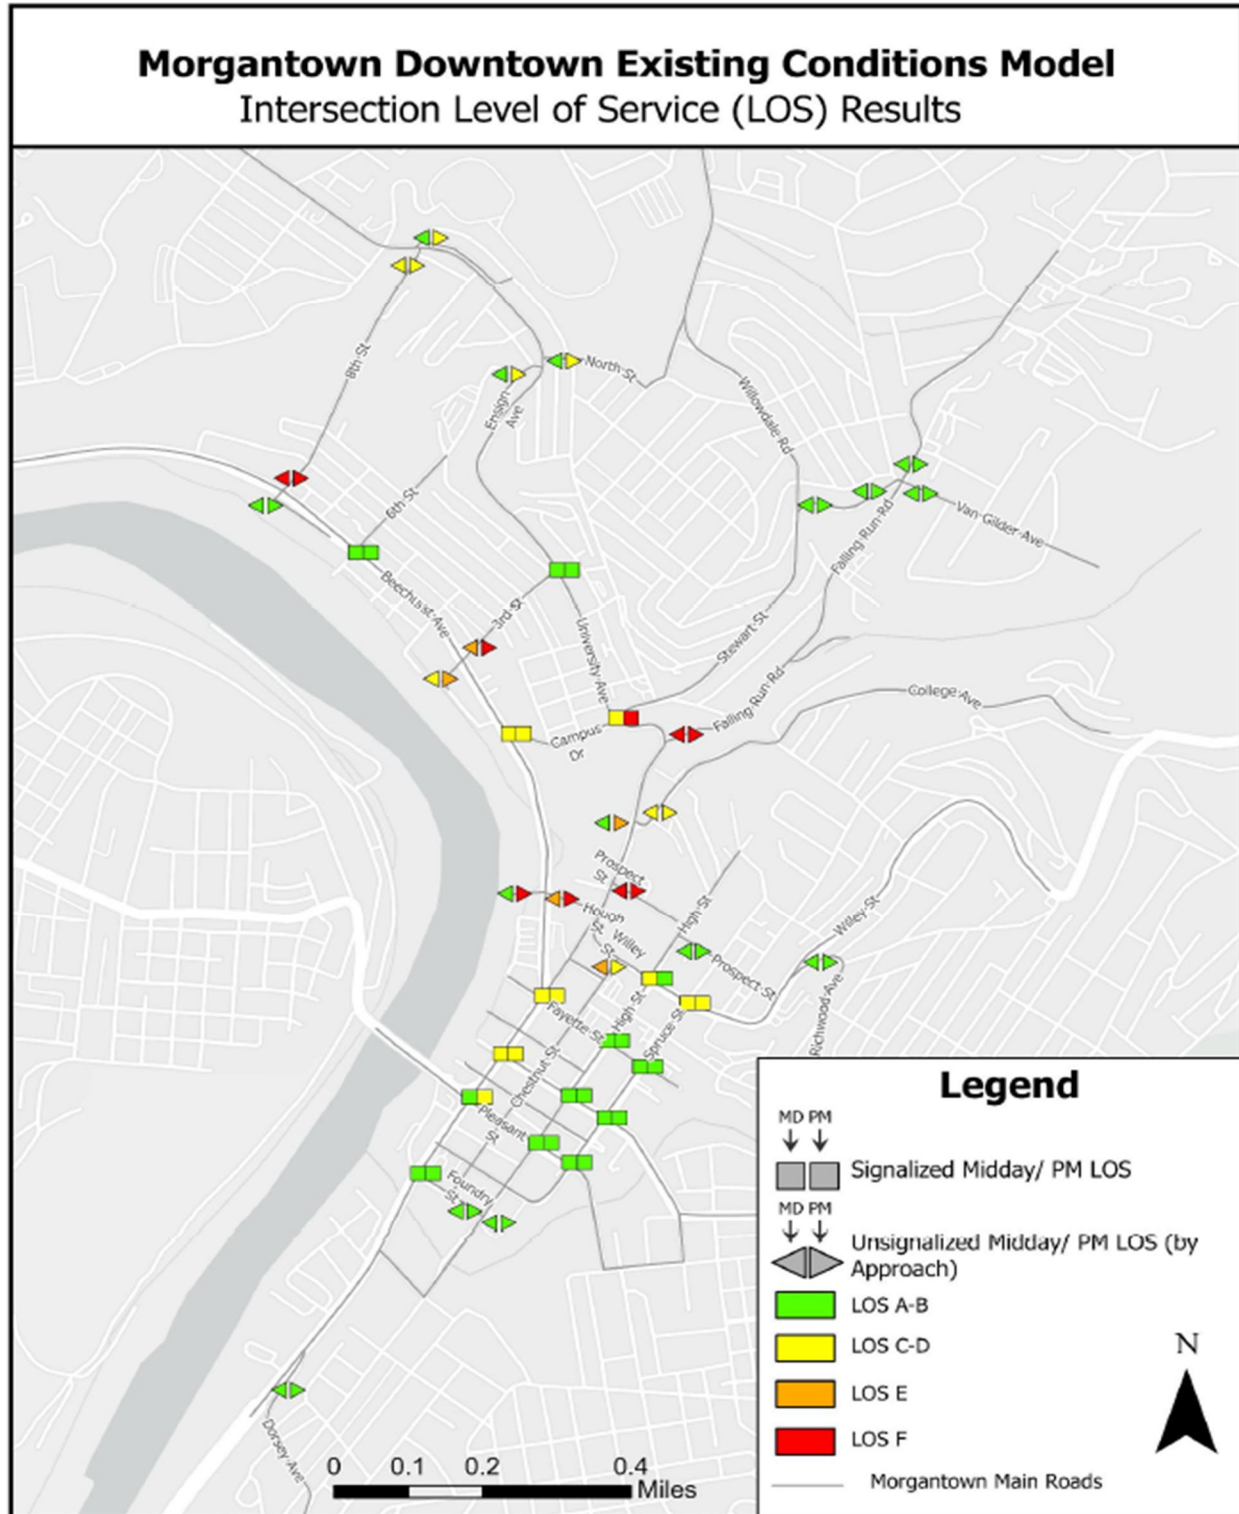 Morgantown Downtown Existing Conditions Model
Intersection Level of Service (LOS) Results
8th St
North St
Ensign
Ave
Willowdale Rd
6th St
Van Gilder Ave
Falling Run Rd
Beechurst Ave
3rd St
University Ave
Stewart St
Falling Run Rd
College Ave
Campus
Dr
Prospect
St
High St
Hough
St
Willey
St
Willey St
Prospect St
Richwood Ave
Fayette St
High St
Spruce St
Chestnut St
Pleasant
St
Foundry
St
Dorsey Ave
Legend
MD PM
Signalized Midday/ PM LOS
MD PM
Unsignalized Midday/ PM LOS (by
Approach)
LOS A-B
LOS C-D
LOS E
LOS F
Morgantown Main Roads
N
0 0.1 0.2 0.4
Miles